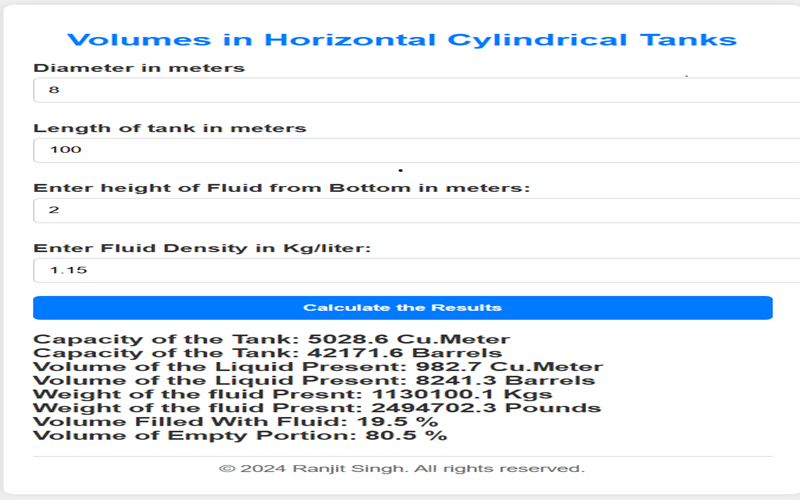 Volumes in Horizontal Cylindrical Tanks
Diameter in meters
8
Length of tank in meters
100
Enter height of Fluid from Bottom in meters:
2
Enter Fluid Density in Kg/liter:
1.15
Calculate the Results
Capacity of the Tank: 5028.6 Cu.Meter
Capacity of the Tank: 42171.6 Barrels
Volume of the Liquid Present: 982.7 Cu.Meter
Volume of the Liquid Present: 8241.3 Barrels
Weight of the fluid Presnt: 1130100.1 Kgs
Weight of the fluid Presnt: 2494702.3 Pounds
Volume Filled With Fluid: 19.5 %
Volume of Empty Portion: 80.5 %
© 2024 Ranjit Singh. All rights reserved.